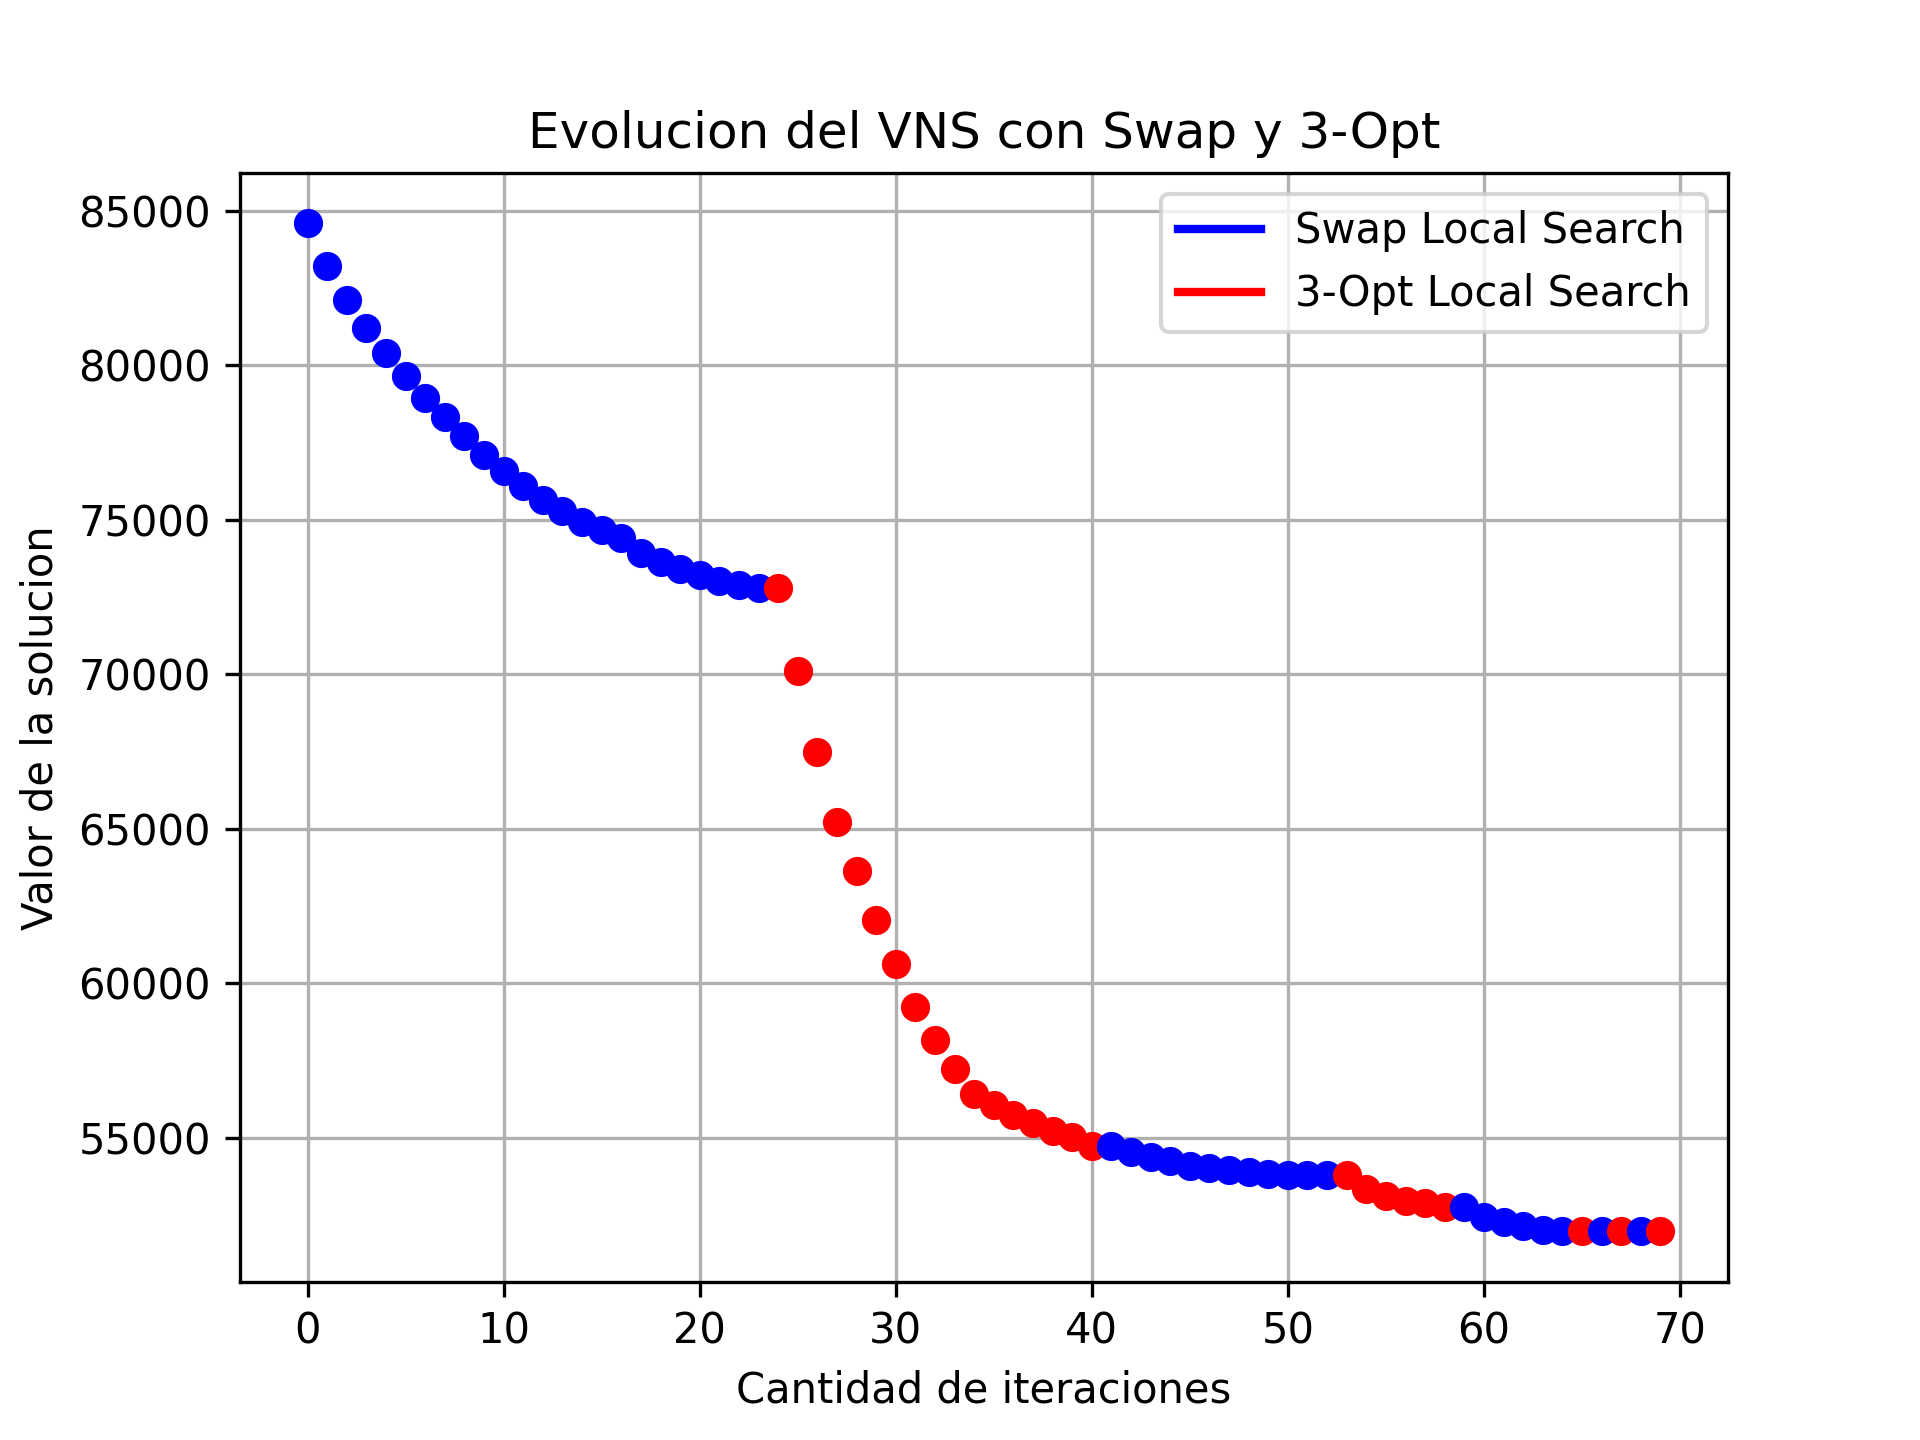 Evolucion del VNS con Swap y 3-Opt
Swap Local Search
3-Opt Local Search
Valor de la solucion
85000
80000
75000
70000
65000
60000
55000
0 10 20 30 40 50 60 70
Cantidad de iteraciones